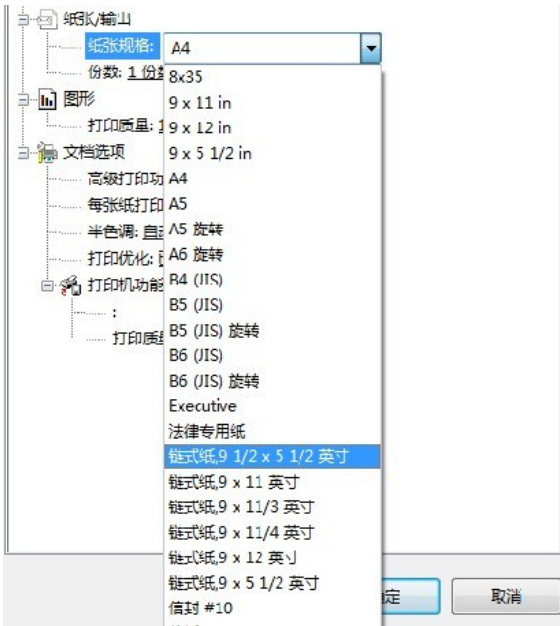 纸张/输出
纸张规格: A4
份数: 1 份
8x35
图形
9 x 11 in
打印质量:
9 x 12 in
文档选项
9 x 5 1/2 in
高级打印功
A4
每张纸打印
A5
半色调: 自
A5 旋转
打印优化:
A6 旋转
打印机功能
B4 (JIS)
:
B5 (JIS)
打印质
B5 (JIS) 旋转
B6 (JIS)
B6 (JIS) 旋转
Executive
法律专用纸
链式纸,9 1/2 x 5 1/2 英寸
链式纸,9 x 11 英寸
链式纸,9 x 11/3 英寸
链式纸,9 x 11/4 英寸
链式纸,9 x 12 英寸
链式纸,9 x 5 1/2 英寸
信封 #10
定
取消